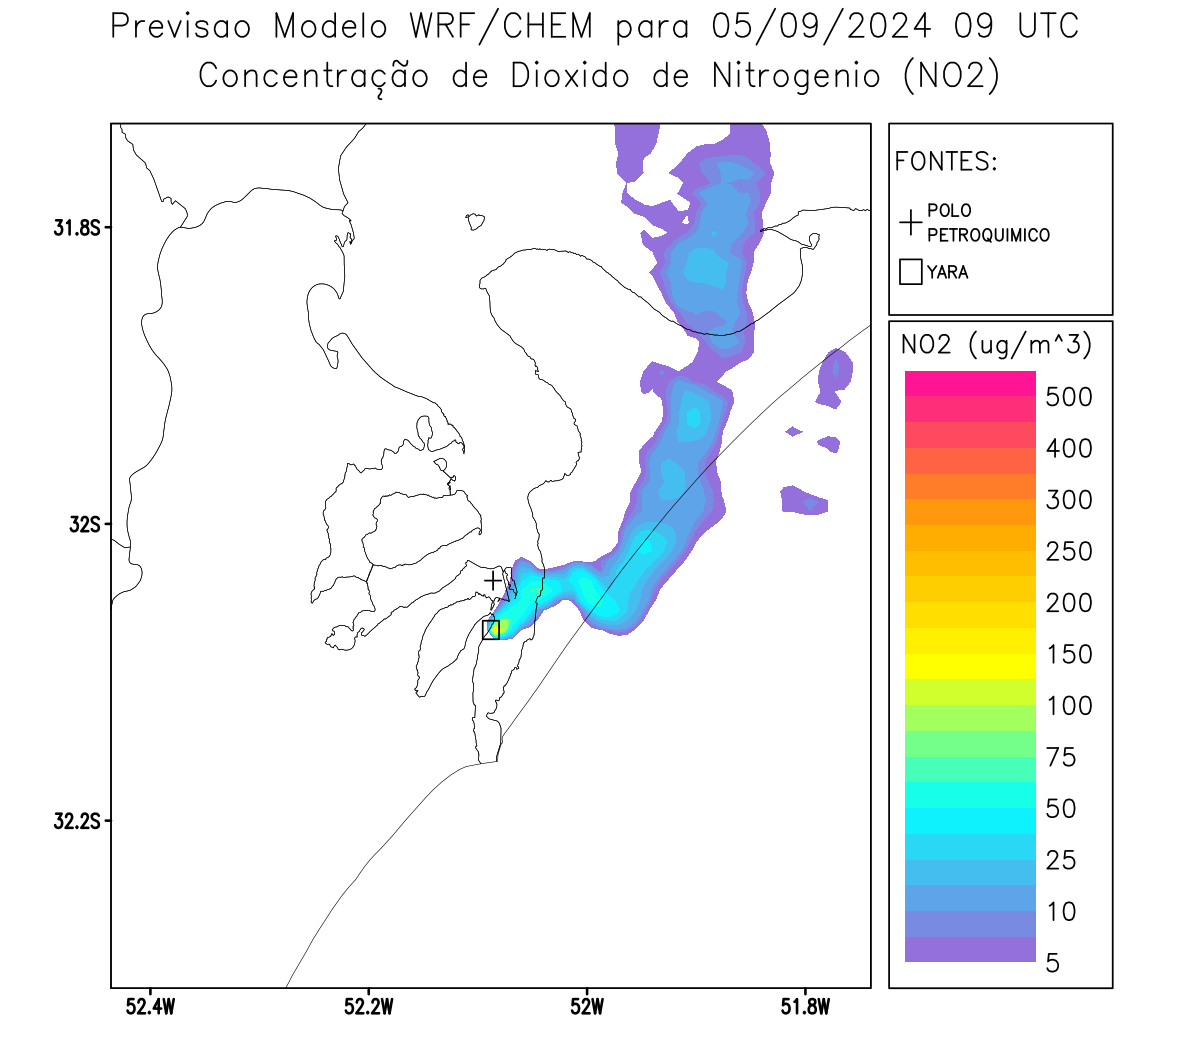 Previsao Modelo WRF/CHEM para 05/09/2024 09 UTC
Concentração de Dioxido de Nitrogenio (NO2)
FONTES:
POLO
PETROQUIMICO
YARA
NO2 (ug/m^3)
500
400
300
250
200
150
100
75
50
25
10
5
31.8S
32S
32.2S
52.4W
52.2W
52W
51.8W